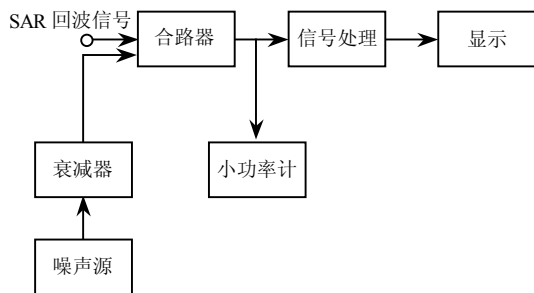 SAR 回波信号
合路器
信号处理
显示
衰减器
小功率计
噪声源